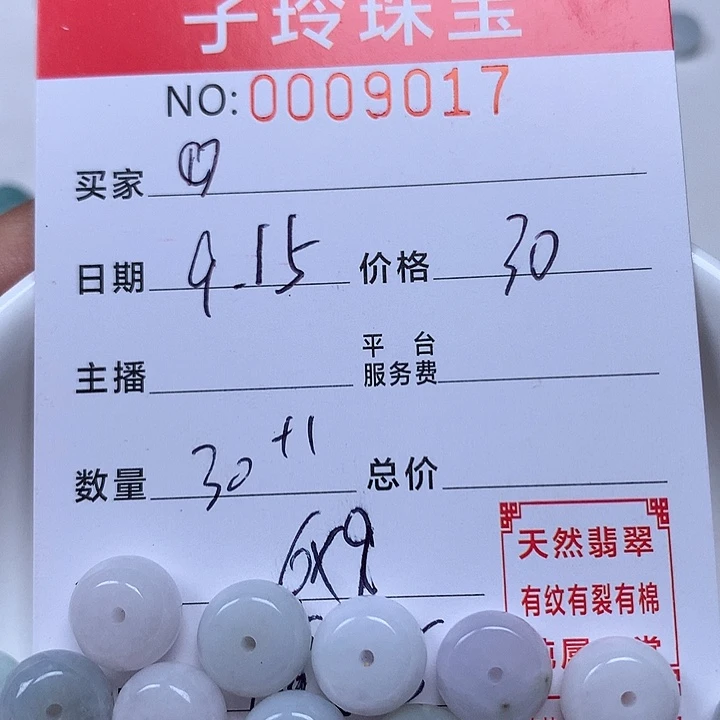 子玲珠宝
NO:0009017
买家
日期 9.15 价格 30
主播 平台服务费
数量 30 +1 总价
6x9
天然翡翠
有纹有裂有棉